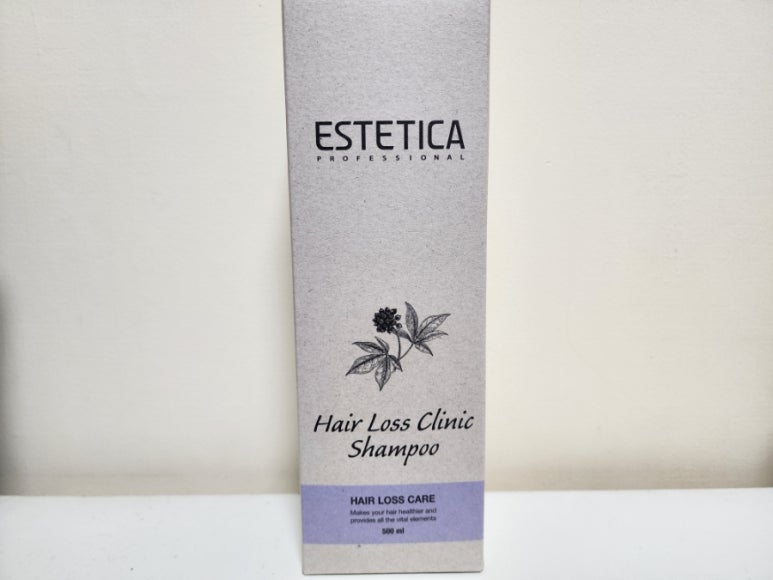 ESTETICA
PROFESSIONAL
Hair Loss Clinic
Shampoo
HAIR LOSS CARE
Makes your hair healthier and
provides all the vital elements
500 ml